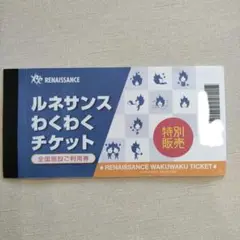 RENAISSANCE
ルネサンス
わくわく
チケット
全国施設ご利用券
特別
販売
★ RENAISSANCE WAKUWAKU TICKET ★